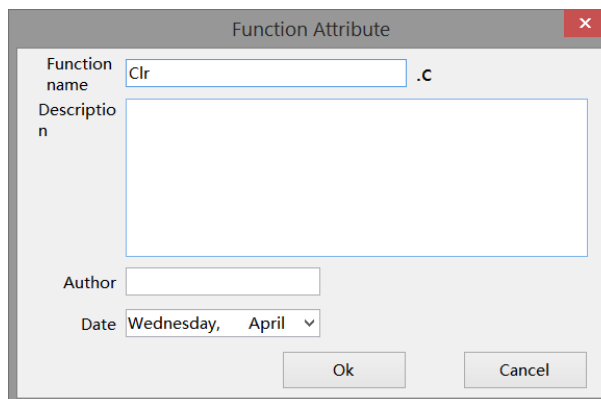 Function Attribute
Function
name
Clr
.C
Descriptio
n
Author
Date
Wednesday, April
Ok
Cancel